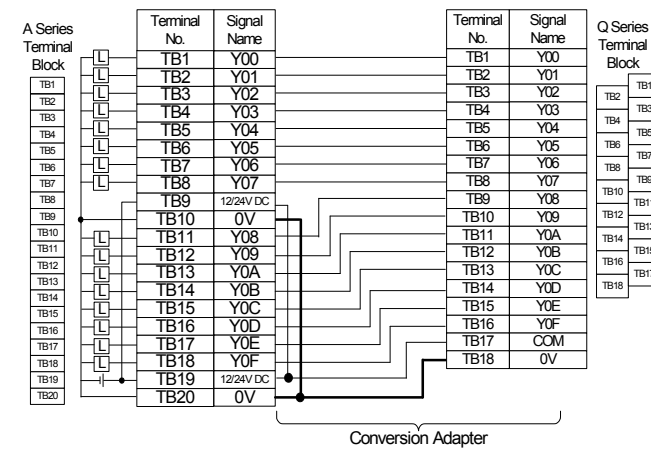 A Series
Terminal
Block
TB1
TB2
TB3
TB4
TB5
TB6
TB7
TB8
TB9
TB10
TB11
TB12
TB13
TB14
TB15
TB16
TB17
TB18
TB19
TB20
Terminal No. Signal Name
L TB1 Y00
L TB2 Y01
L TB3 Y02
L TB4 Y03
L TB5 Y04
L TB6 Y05
L TB7 Y06
L TB8 Y07
TB9 12/24V DC
TB10 0V
L TB11 Y08
L TB12 Y09
L TB13 Y0A
L TB14 Y0B
L TB15 Y0C
L TB16 Y0D
L TB17 Y0E
L TB18 Y0F
TB19 12/24V DC
TB20 0V
Terminal No. Signal Name
TB1 Y00
TB2 Y01
TB3 Y02
TB4 Y03
TB5 Y04
TB6 Y05
TB7 Y06
TB8 Y07
TB9 Y08
TB10 Y09
TB11 Y0A
TB12 Y0B
TB13 Y0C
TB14 Y0D
TB15 Y0E
TB16 Y0F
TB17 COM
TB18 0V
Q Series
Terminal
Block
TB1
TB2
TB3
TB4
TB5
TB6
TB7
TB8
TB9
TB10
TB11
TB12
TB13
TB14
TB15
TB16
TB17
TB18
Conversion Adapter